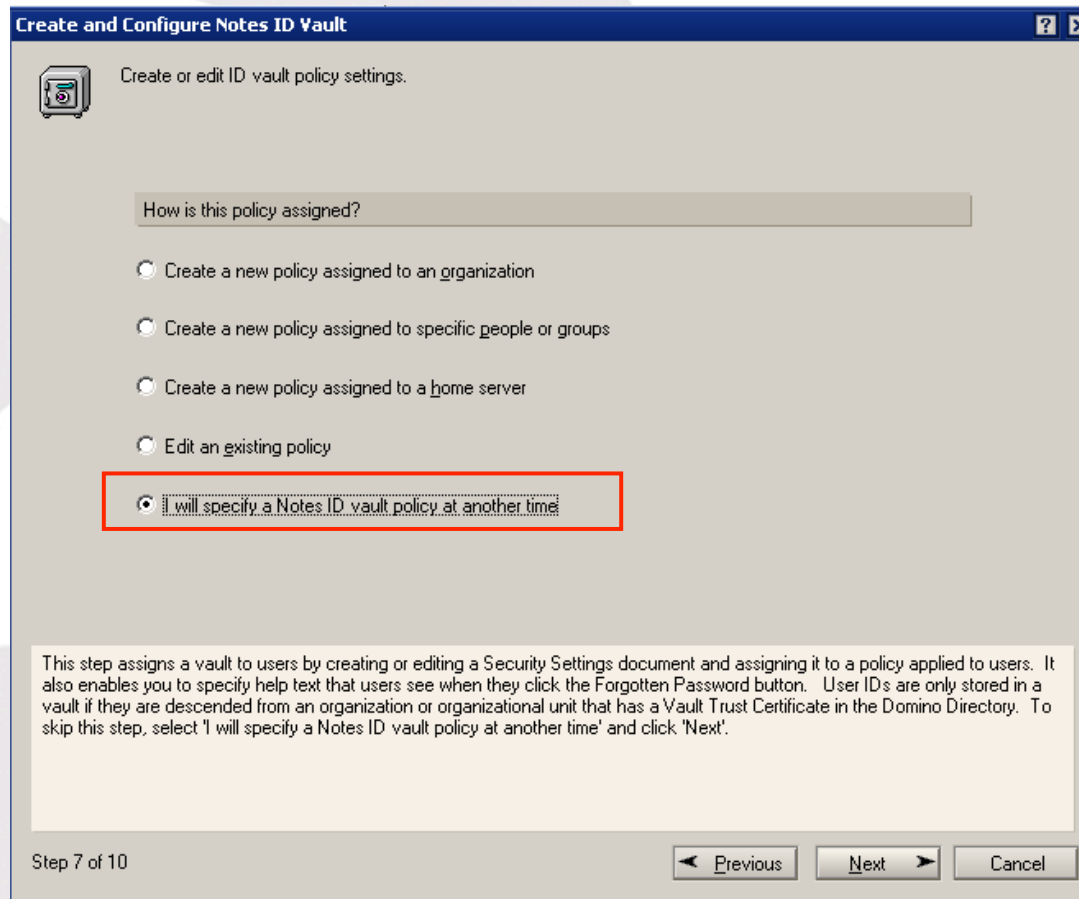 Create and Configure Notes ID Vault
?
Create or edit ID vault policy settings.
How is this policy assigned?
Create a new policy assigned to an organization
Create a new policy assigned to specific people or groups
Create a new policy assigned to a home server
Edit an existing policy
I will specify a Notes ID vault policy at another time
This step assigns a vault to users by creating or editing a Security Settings document and assigning it to a policy applied to users. It
also enables you to specify help text that users see when they click the Forgotten Password button. User IDs are only stored in a
vault if they are descended from an organization or organizational unit that has a Vault Trust Certificate in the Domino Directory. To
skip this step, select 'I will specify a Notes ID vault policy at another time' and click 'Next'.
Step 7 of 10
Previous
Next
Cancel